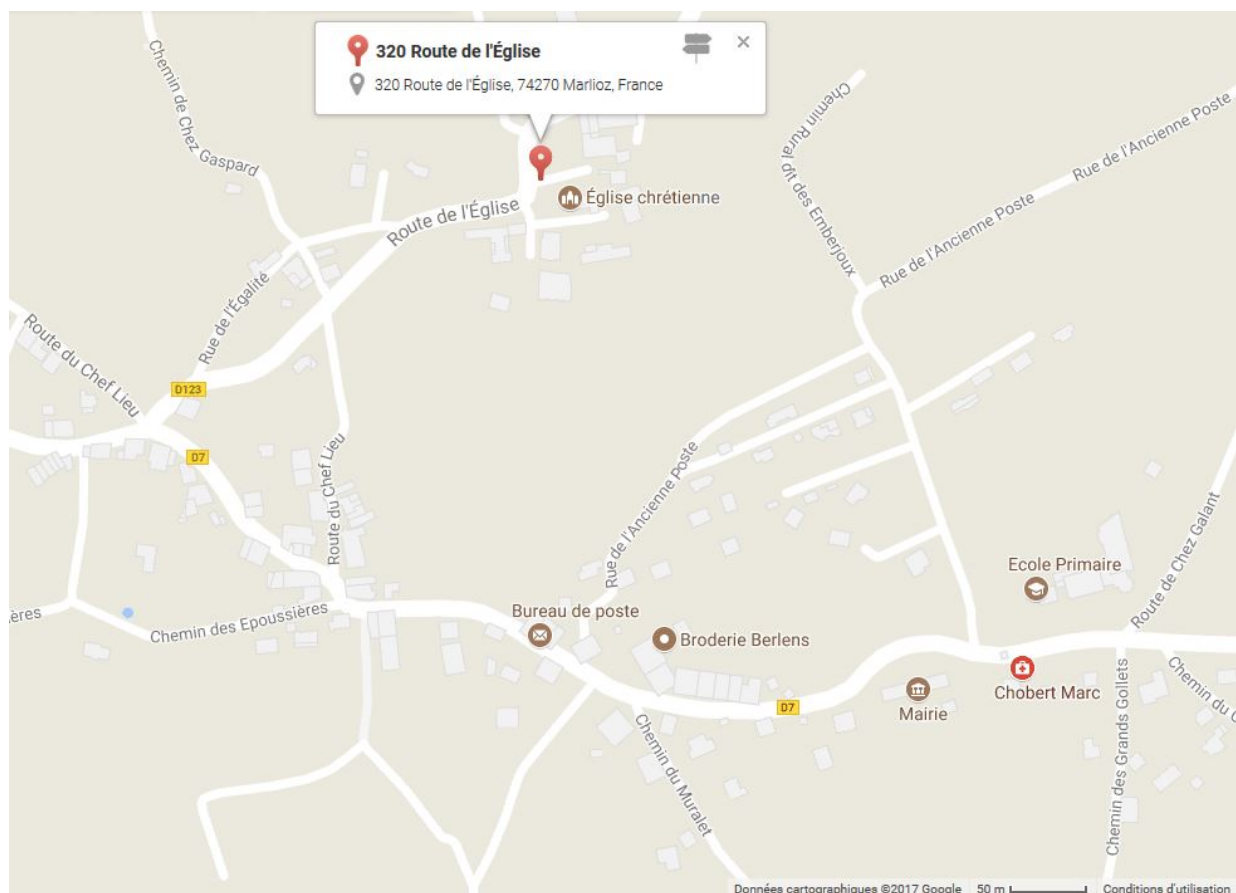 320 Route de l'Église
320 Route de l'Église, 74270 Marlioz, France
Chemin de Chez Gaspard
Chemin Rural dit des Emberjoux
Rue de l'Ancienne Poste
Rue de l'Ancienne Poste
Église chrétienne
Route de l'Église
Rue de l'Égalité
Route du Chef Lieu
D123
D7
Route du Chef Lieu
Rue de l'Ancienne Poste
Route de Chez Galant
Ecole Primaire
ères
Chemin des Epoussières
Bureau de poste
Broderie Berlens
Chobert Marc
Mairie
D7
Chemin du Muralet
Chemin des Grands Gollets
Chemin du
Données cartographiques ©2017 Google 50 m Conditions d'utilisation